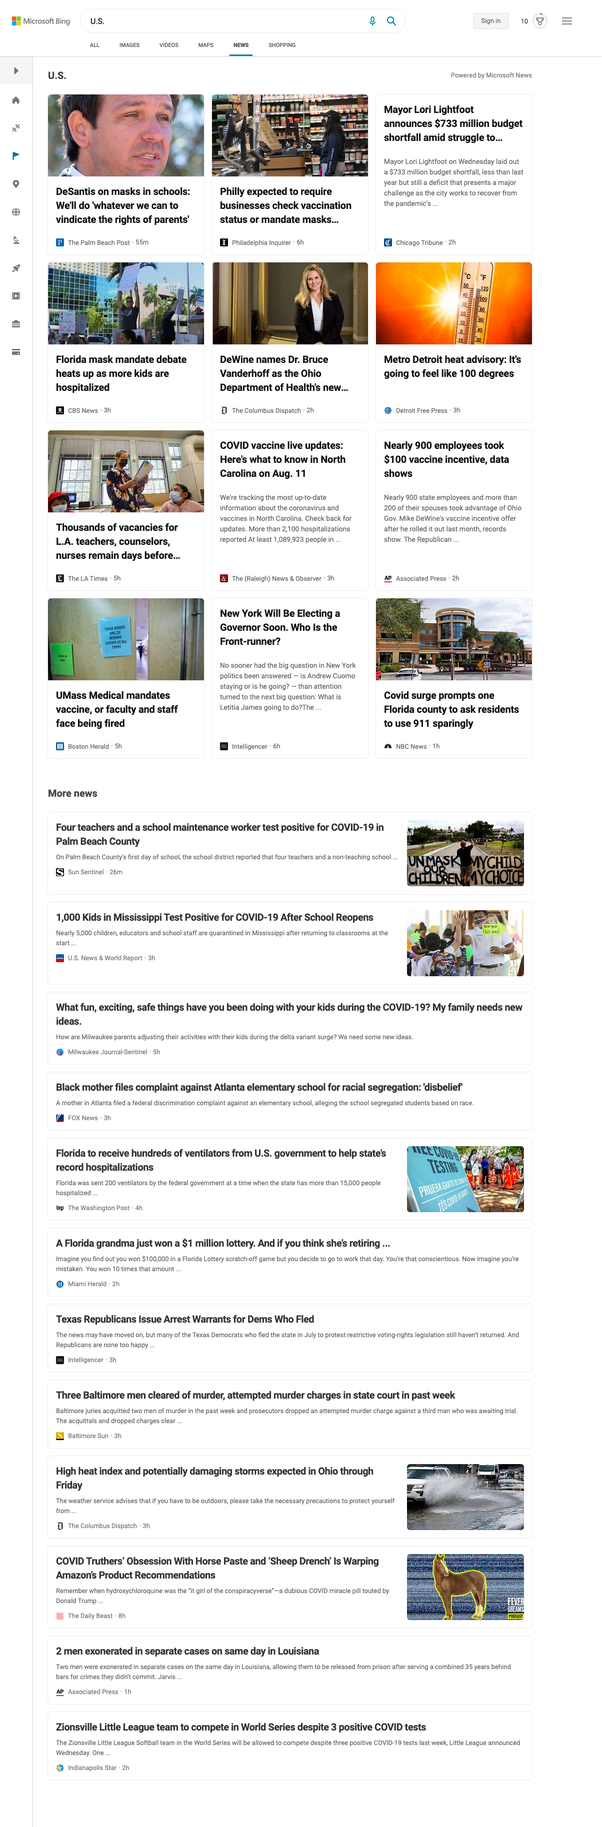 Microsoft Bing
U.S.
Sign in
10
ALL
IMAGES
VIDEOS
MAPS
NEWS
SHOPPING
U.S.
Powered by Microsoft News
DeSantis on masks in schools:
We'll do 'whatever we can to
vindicate the rights of parents'
The Palm Beach Post · 55m
Philly expected to require
businesses check vaccination
status or mandate masks...
Philadelphia Inquirer · 6h
Mayor Lori Lightfoot
announces $733 million budget
shortfall amid struggle to...
Mayor Lori Lightfoot on Wednesday laid out
a $733 million budget shortfall, less than last
year but still a deficit that presents a major
challenge as the city works to recover from
the pandemic's ...
Chicago Tribune · 2h
Florida mask mandate debate
heats up as more kids are
hospitalized
CBS News · 3h
DeWine names Dr. Bruce
Vanderhoff as the Ohio
Department of Health's new...
The Columbus Dispatch · 2h
°C °F
Metro Detroit heat advisory: It's
going to feel like 100 degrees
Detroit Free Press · 3h
Thousands of vacancies for
L.A. teachers, counselors,
nurses remain days before...
The LA Times · 5h
COVID vaccine live updates:
Here's what to know in North
Carolina on Aug. 11
We're tracking the most up-to-date
information about the coronavirus and
vaccines in North Carolina. Check back for
updates. More than 2,100 hospitalizations
reported At least 1,089,923 people in ...
The (Raleigh) News & Observer · 3h
Nearly 900 employees took
$100 vaccine incentive, data
shows
Nearly 900 state employees and more than
200 of their spouses took advantage of Ohio
Gov. Mike DeWine's vaccine incentive offer
after he rolled it out last month, records
show. The Republican ...
AP
Associated Press · 2h
UMass Medical mandates
vaccine, or faculty and staff
face being fired
Boston Herald · 5h
New York Will Be Electing a
Governor Soon. Who Is the
Front-runner?
No sooner had the big question in New York
politics been answered — is Andrew Cuomo
staying or is he going? — than attention
turned to the next big question: What is
Letitia James going to do?The ...
Intelligencer · 6h
Covid surge prompts one
Florida county to ask residents
to use 911 sparingly
NBC News · 1h
More news
Four teachers and a school maintenance worker test positive for COVID-19 in
Palm Beach County
On Palm Beach County's first day of school, the school district reported that four teachers and a non-teaching school ...
Sun Sentinel · 26m
UNMASK
OUR
CHILDREN
MY CHILD
MY CHOICE
1,000 Kids in Mississippi Test Positive for COVID-19 After School Reopens
Nearly 5,000 children, educators and school staff are quarantined in Mississippi after returning to classrooms at the
start ...
U.S. News & World Report · 3h
What fun, exciting, safe things have you been doing with your kids during the COVID-19? My family needs new
ideas.
How are Milwaukee parents adjusting their activities with their kids during the delta variant surge? We need some new ideas.
Milwaukee Journal-Sentinel · 5h
Black mother files complaint against Atlanta elementary school for racial segregation: 'disbelief'
A mother in Atlanta filed a federal discrimination complaint against an elementary school, alleging the school segregated students based on race.
FOX News · 3h
Florida to receive hundreds of ventilators from U.S. government to help state's
record hospitalizations
Florida was sent 200 ventilators by the federal government at a time when the state has more than 15,000 people
hospitalized ...
wp
The Washington Post · 4h
TESTING
PRUEBA GRATIS
A Florida grandma just won a $1 million lottery. And if you think she's retiring ...
Imagine you find out you won $100,000 in a Florida Lottery scratch-off game but you decide to go to work that day. You're that conscientious. Now imagine you're
mistaken. You won 10 times that amount ...
Miami Herald · 2h
Texas Republicans Issue Arrest Warrants for Dems Who Fled
The news may have moved on, but many of the Texas Democrats who fled the state in July to protest restrictive voting-rights legislation still haven't returned. And
Republicans are none too happy ...
Intelligencer · 3h
Three Baltimore men cleared of murder, attempted murder charges in state court in past week
Baltimore juries acquitted two men of murder in the past week and prosecutors dropped an attempted murder charge against a third man who was awaiting trial.
The acquittals and dropped charges clear ...
Baltimore Sun · 3h
High heat index and potentially damaging storms expected in Ohio through
Friday
The weather service advises that if you have to be outdoors, please take the necessary precautions to protect yourself
from ...
The Columbus Dispatch · 3h
COVID Truthers' Obsession With Horse Paste and 'Sheep Drench' Is Warping
Amazon's Product Recommendations
Remember when hydroxychloroquine was the "it girl of the conspiracyverse"—a dubious COVID miracle pill touted by
Donald Trump ...
The Daily Beast · 8h
FEVER
DREAMS
PODCAST
2 men exonerated in separate cases on same day in Louisiana
Two men were exonerated in separate cases on the same day in Louisiana, allowing them to be released from prison after serving a combined 35 years behind
bars for crimes they didn't commit. Jarvis ...
AP
Associated Press · 1h
Zionsville Little League team to compete in World Series despite 3 positive COVID tests
The Zionsville Little League Softball team in the World Series will be allowed to compete despite three positive COVID-19 tests last week, Little League announced
Wednesday. One ...
Indianapolis Star · 2h